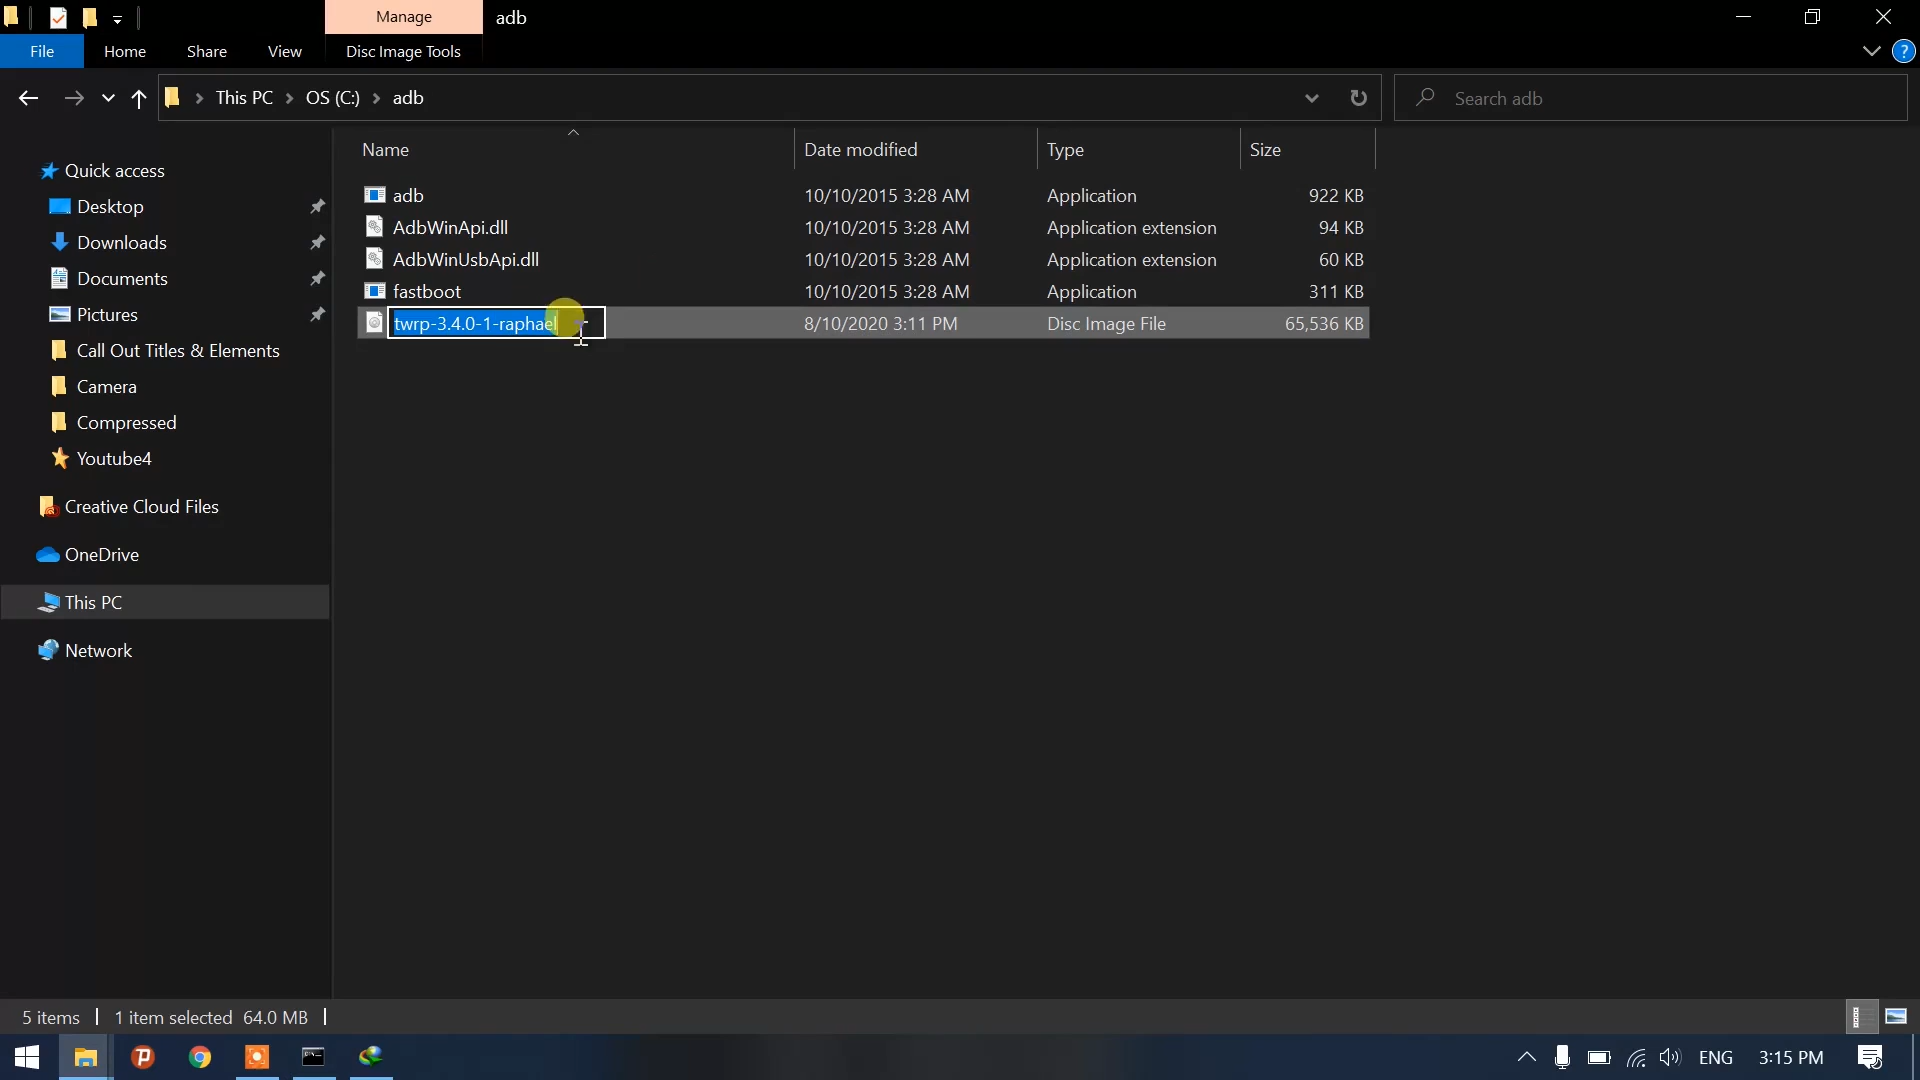 Manage
adb
File
Home
Share
View
Disc Image Tools
?
This PC
OS (C:)
adb
Search adb
Name
Date modified
Type
Size
Quick access
Desktop
Downloads
Documents
Pictures
Call Out Titles & Elements
Camera
Compressed
Youtube4
Creative Cloud Files
OneDrive
This PC
Network
adb 10/10/2015 3:28 AM Application 922 KB
AdbWinApi.dll 10/10/2015 3:28 AM Application extension 94 KB
AdbWinUsbApi.dll 10/10/2015 3:28 AM Application extension 60 KB
fastboot 10/10/2015 3:28 AM Application 311 KB
twrp-3.4.0-1-raphael 8/10/2020 3:11 PM Disc Image File 65,536 KB
5 items 1 item selected 64.0 MB
ENG 3:15 PM